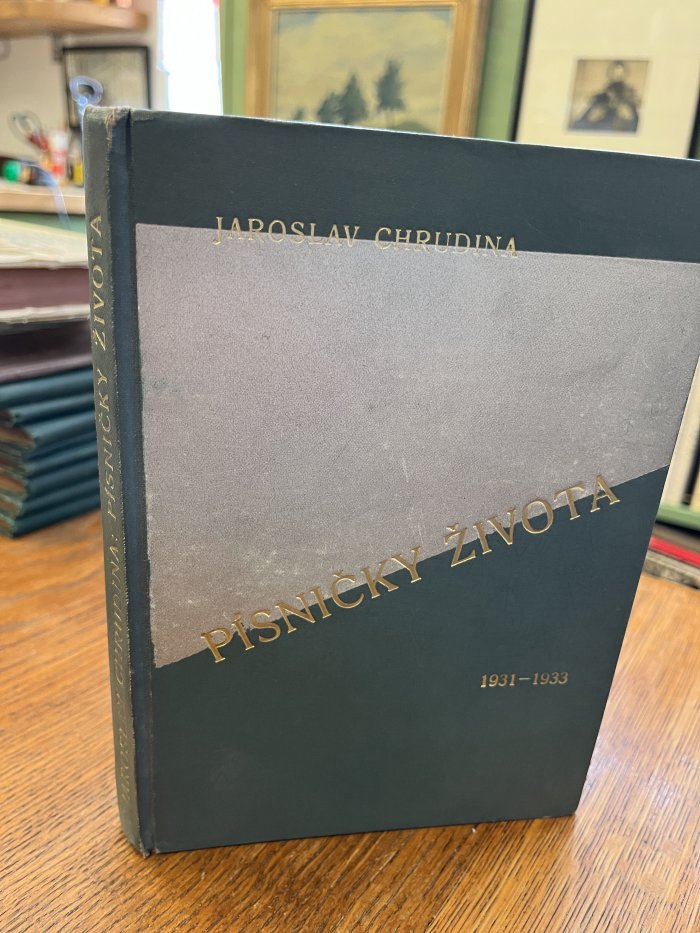 JAROSLAV CHRUDINA
PÍSNIČKY ŽIVOTA
1931-1933
JAROSLAV CHRUDINA: PÍSNIČKY ŽIVOTA